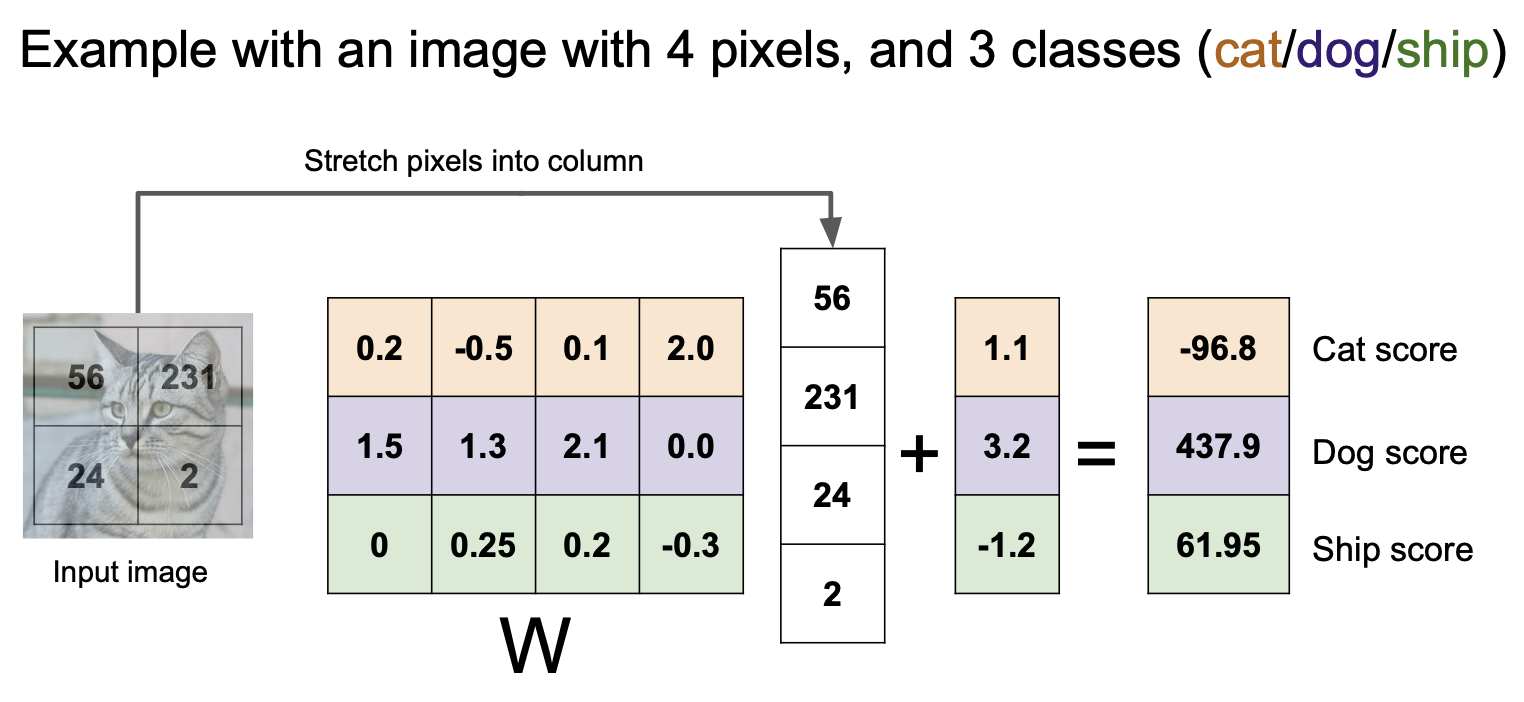 Example with an image with 4 pixels, and 3 classes (cat/dog/ship)
Stretch pixels into column
56 231
24 2
Input image
0.2 -0.5 0.1 2.0
1.5 1.3 2.1 0.0
0 0.25 0.2 -0.3
W
56
231
24
2
+
1.1
3.2
-1.2
=
-96.8 Cat score
437.9 Dog score
61.95 Ship score